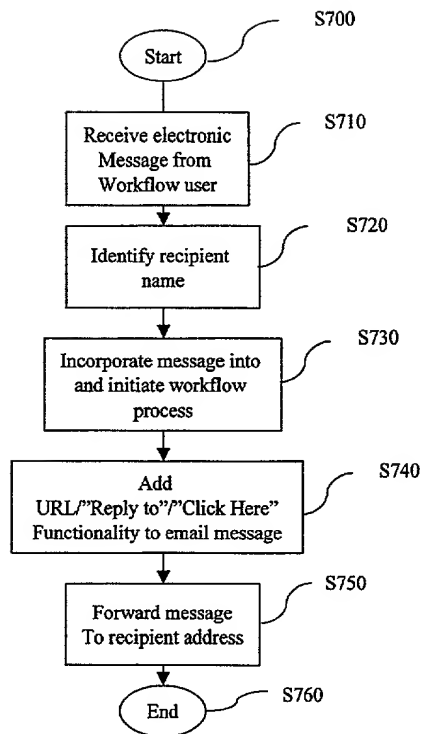 S700
Start
S710
Receive electronic
Message from
Workflow user
S720
Identify recipient
name
S730
Incorporate message into
and initiate workflow
process
S740
Add
URL/”Reply to”/”Click Here”
Functionality to email message
S750
Forward message
To recipient address
S760
End